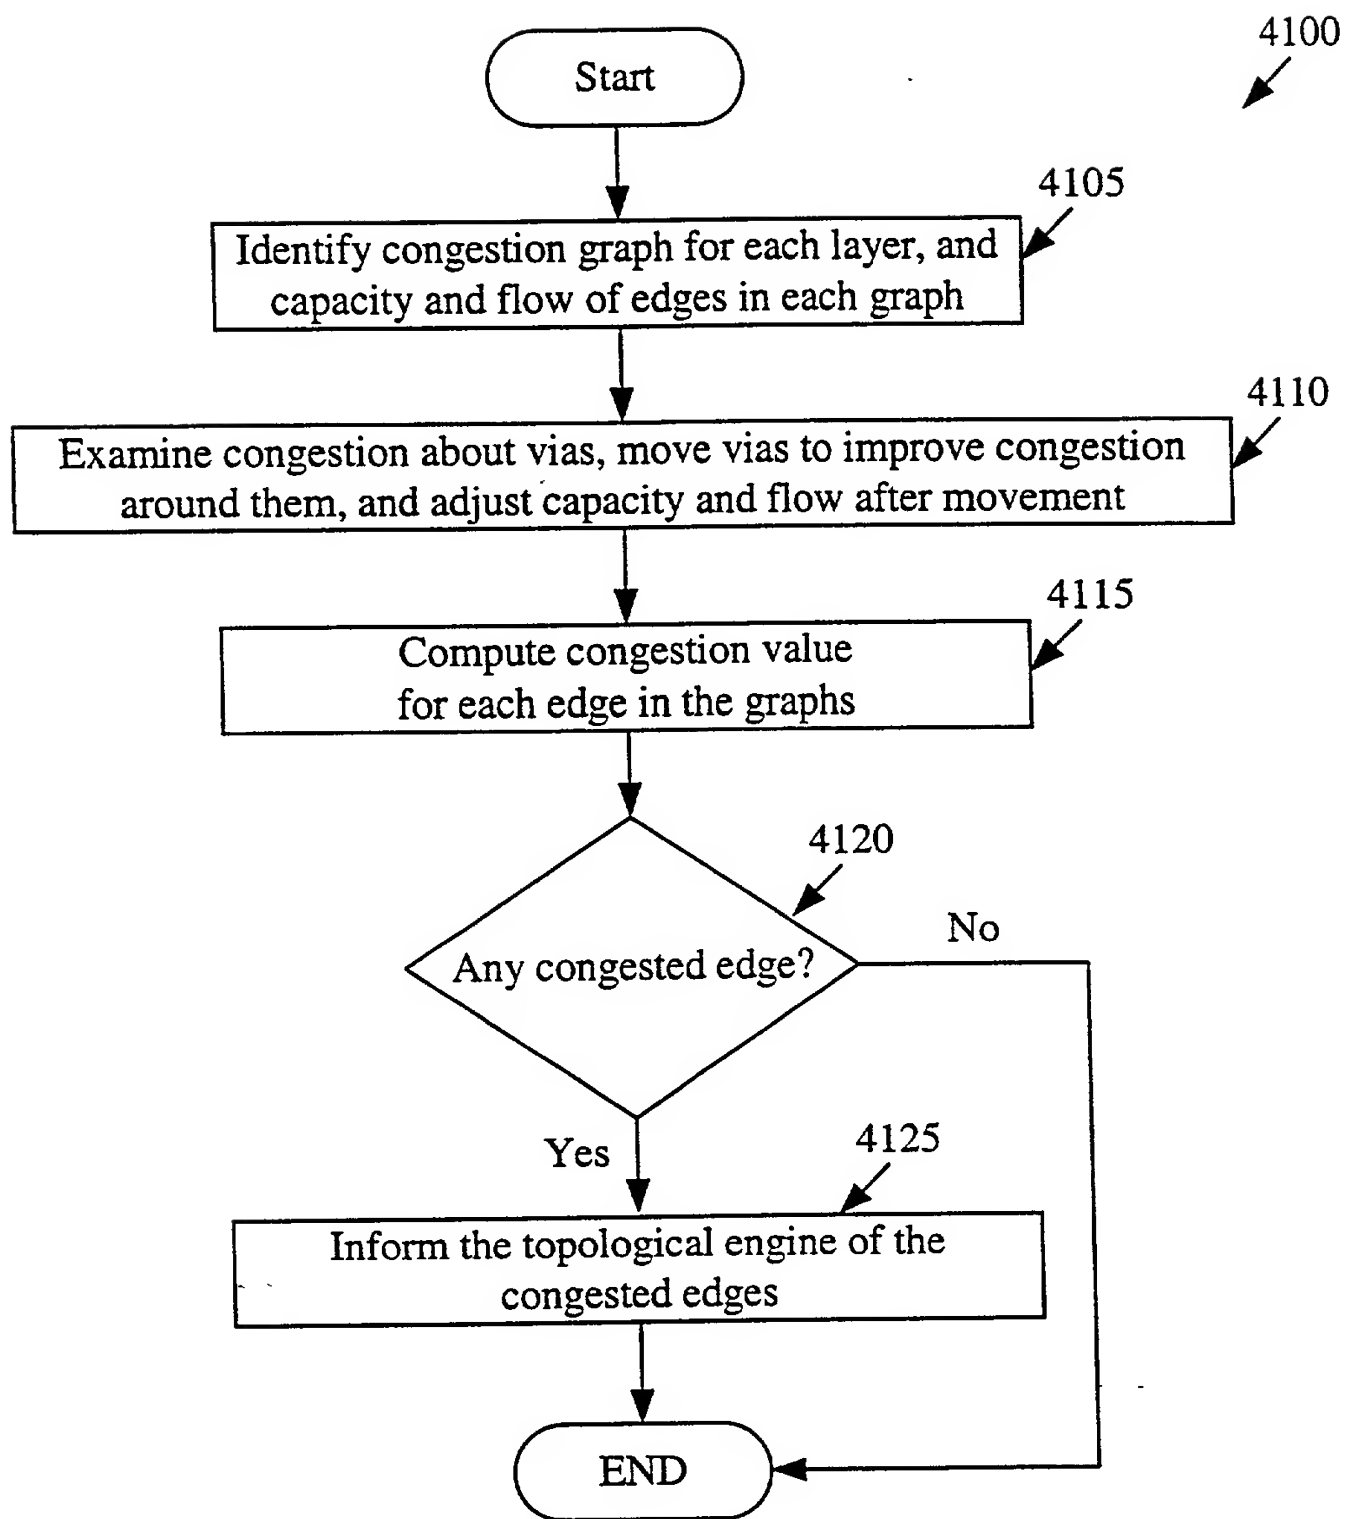 4100
Start
4105
Identify congestion graph for each layer, and
capacity and flow of edges in each graph
4110
Examine congestion about vias, move vias to improve congestion
around them, and adjust capacity and flow after movement
4115
Compute congestion value
for each edge in the graphs
4120
Any congested edge?
No
Yes
4125
Inform the topological engine of the
congested edges
END